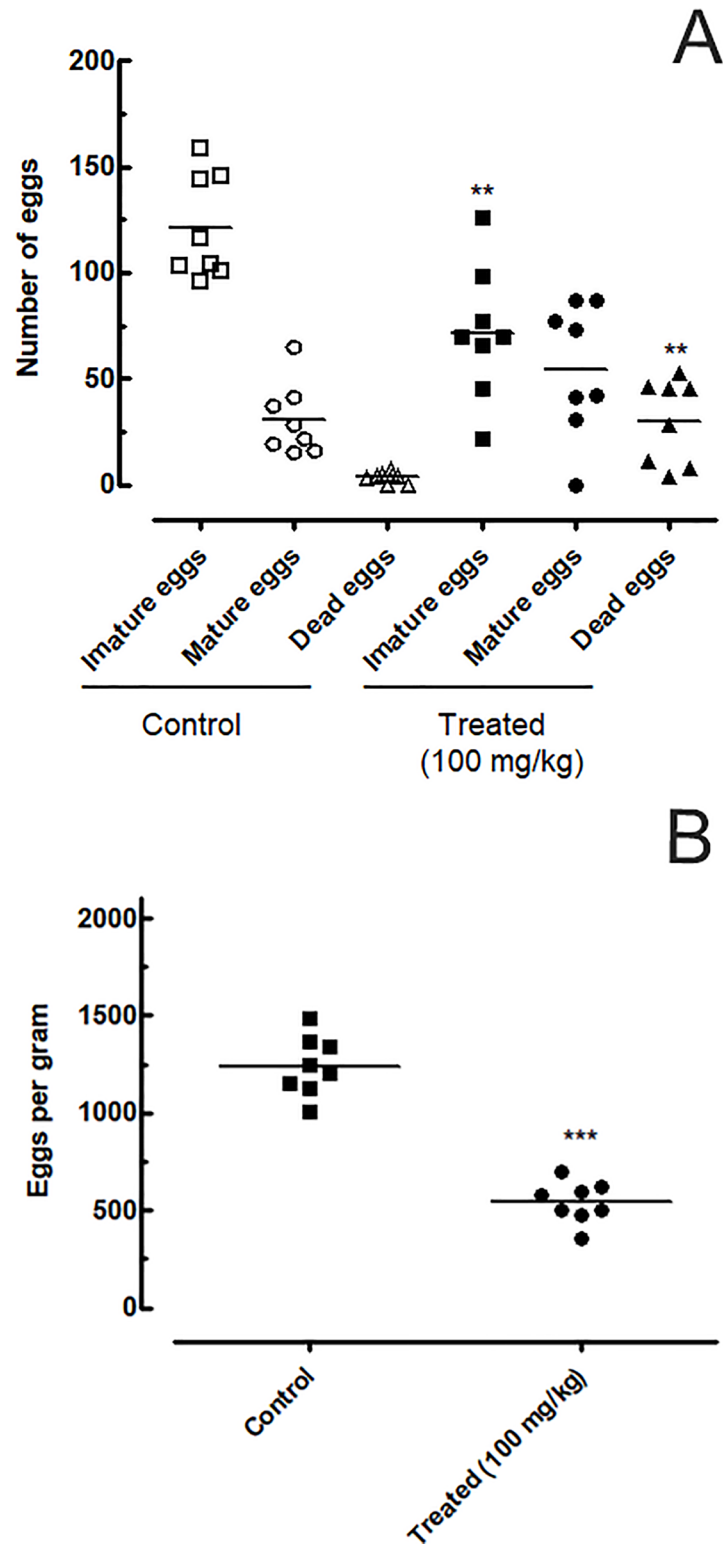 A
200
150
100
50
0
Number of eggs
**
**
Imature eggs
Mature eggs
Dead eggs
Imature eggs
Mature eggs
Dead eggs
Control
Treated
(100 mg/kg)
B
2000
1500
1000
500
0
Eggs per gram
***
Control
Treated (100 mg/kg)